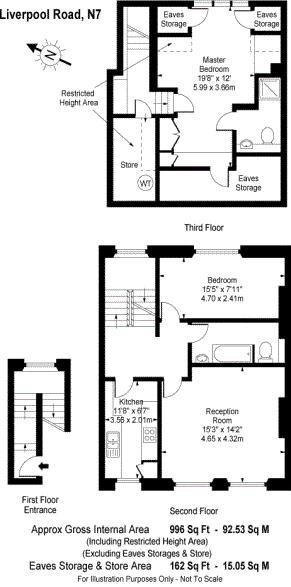 Liverpool Road, N7
N
Eaves
Storage
Eaves
Storage
Master
Bedroom
19'8" x 12'
5.99 x 3.66m
Restricted
Height Area
Store
WT
Eaves
Storage
Third Floor
Bedroom
15'5" x 7'11"
4.70 x 2.41m
Kitchen
11'8" x 6'7"
3.56 x 2.01m
Reception
Room
15'3" x 14'2"
4.65 x 4.32m
First Floor
Entrance
Second Floor
Approx Gross Internal Area 996 Sq Ft - 92.53 Sq M
(Including Restricted Height Area)
(Excluding Eaves Storages & Store)
Eaves Storage & Store Area 162 Sq Ft - 15.05 Sq M
For Illustration Purposes Only - Not To Scale